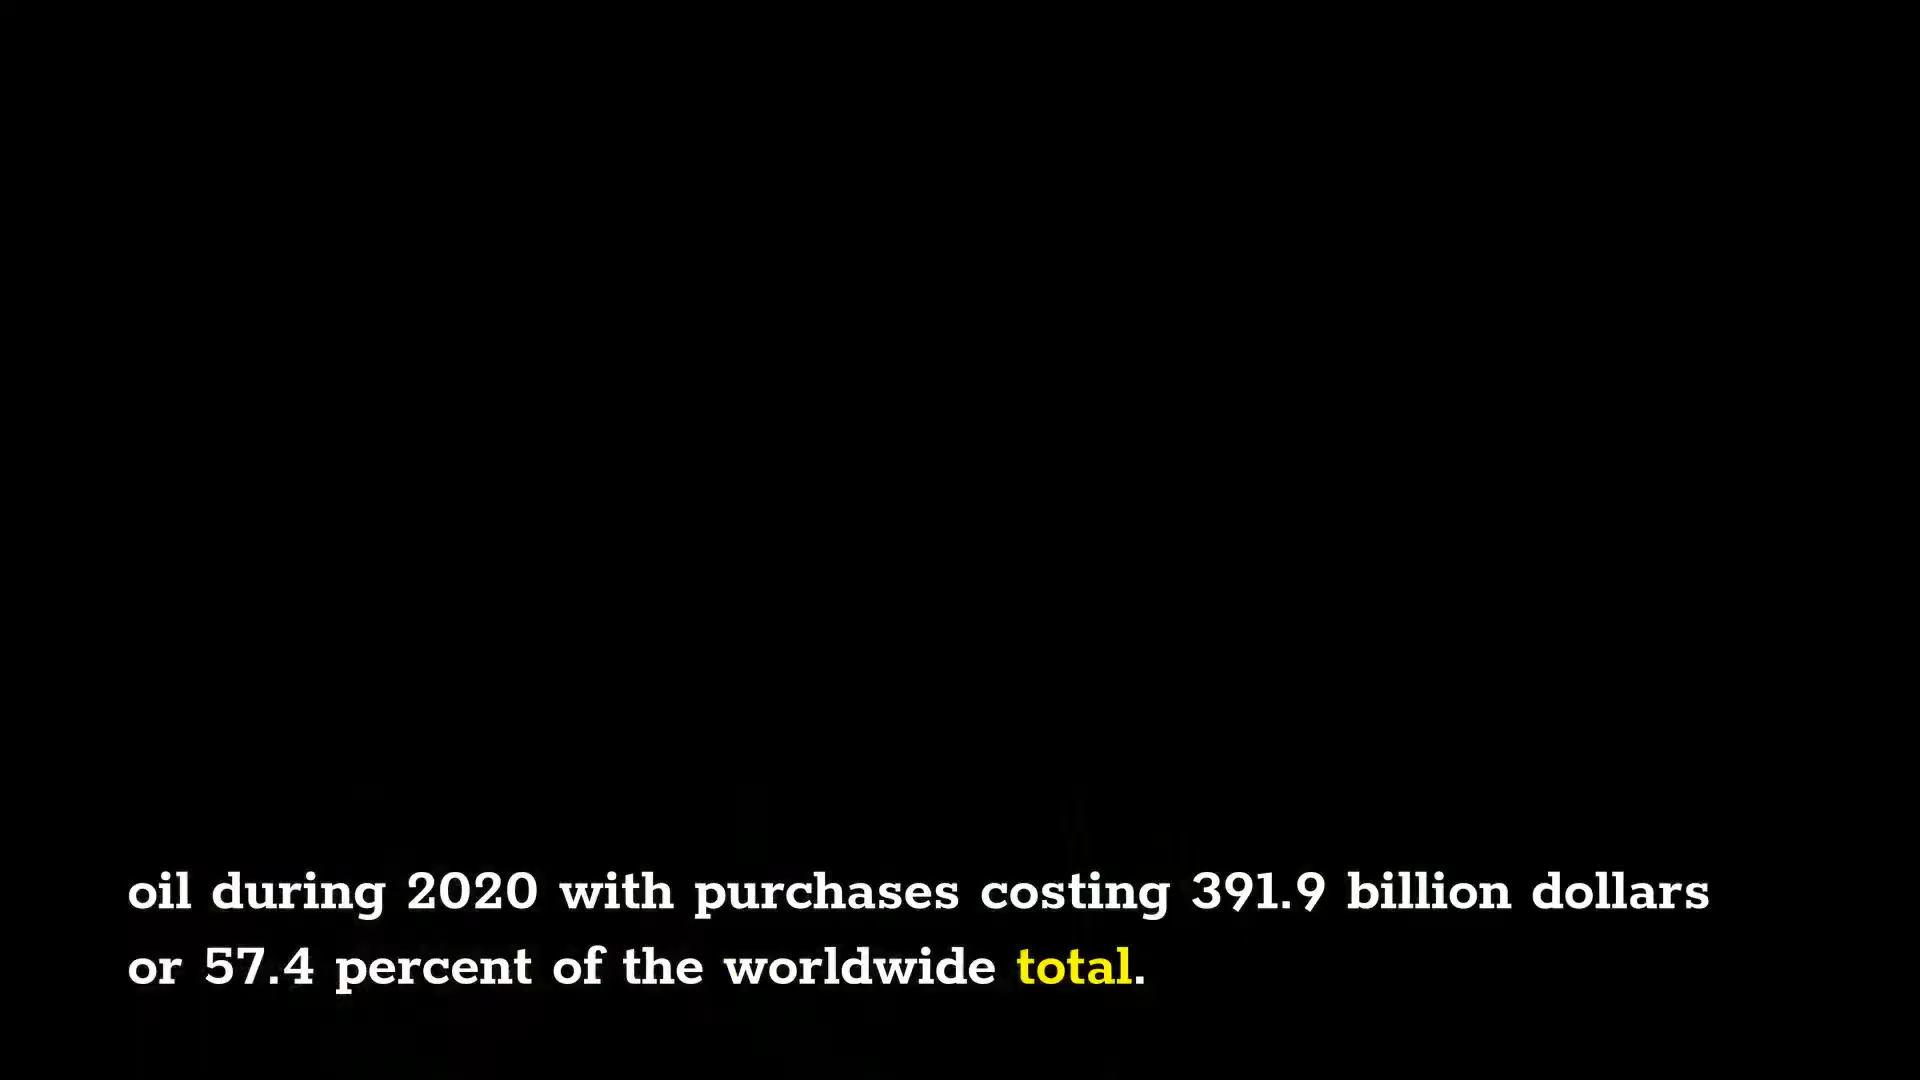 oil during 2020 with purchases costing 391.9 billion dollars
or 57.4 percent of the worldwide total.